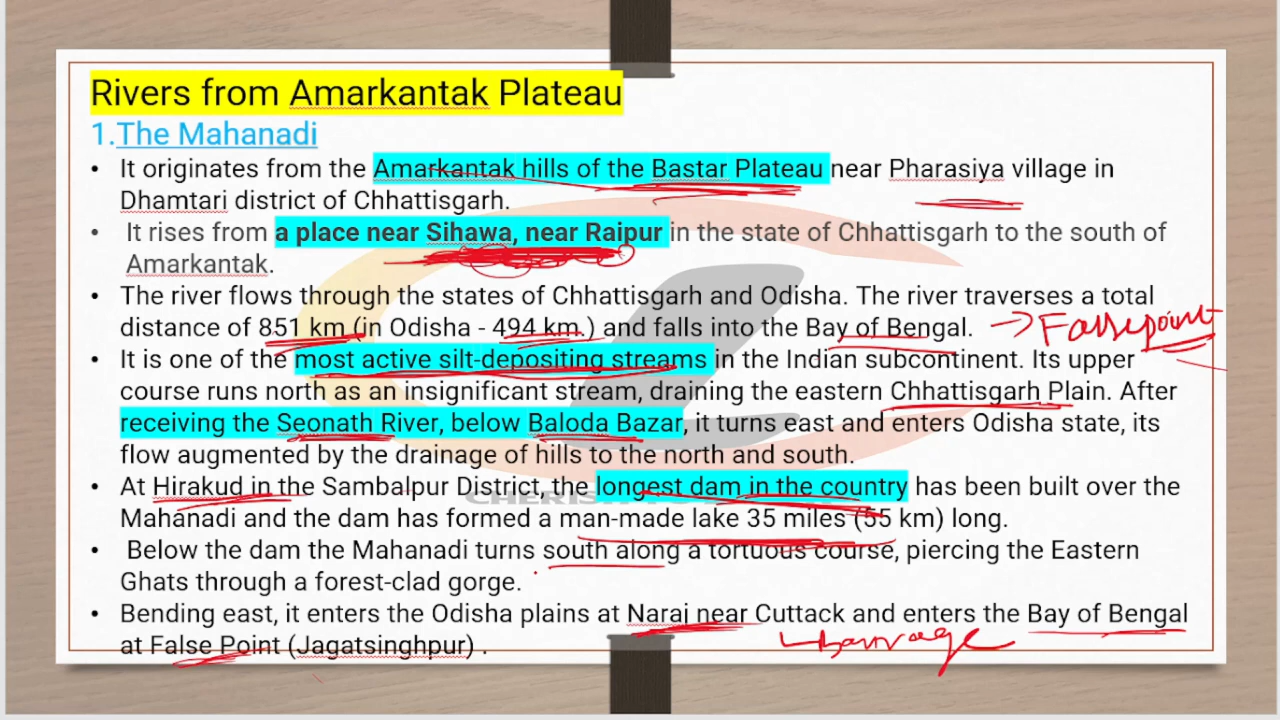 Rivers from Amarkantak Plateau
1.The Mahanadi
• It originates from the Amarkantak hills of the Bastar Plateau near Pharasiya village in
Dhamtari district of Chhattisgarh.
• It rises from a place near Sihawa, near Raipur in the state of Chhattisgarh to the south of
Amarkantak.
• The river flows through the states of Chhattisgarh and Odisha. The river traverses a total
distance of 851 km (in Odisha - 494 km.) and falls into the Bay of Bengal. → Falsepoint
• It is one of the most active silt-depositing streams in the Indian subcontinent. Its upper
course runs north as an insignificant stream, draining the eastern Chhattisgarh Plain. After
receiving the Seonath River, below Baloda Bazar, it turns east and enters Odisha state, its
flow augmented by the drainage of hills to the north and south.
• At Hirakud in the Sambalpur District, the longest dam in the country has been built over the
Mahanadi and the dam has formed a man-made lake 35 miles (55 km) long.
• Below the dam the Mahanadi turns south along a tortuous course, piercing the Eastern
Ghats through a forest-clad gorge.
• Bending east, it enters the Odisha plains at Naraj near Cuttack and enters the Bay of Bengal
at False Point (Jagatsinghpur) .
barrage